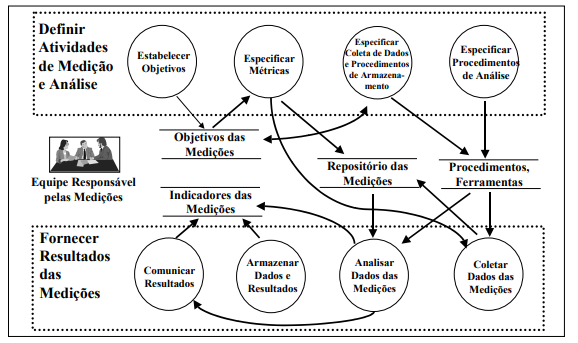 Definir
Atividades
de Medição
e Análise
Estabelecer
Objetivos
Especificar
Métricas
Especificar
Coleta de Dados
e Procedimentos
de Armazena-
mento
Especificar
Procedimentos
de Análise
Objetivos das
Medições
Repositório das
Medições
Procedimentos,
Ferramentas
Equipe Responsável
pelas Medições
Indicadores das
Medições
Fornecer
Resultados
das
Medições
Comunicar
Resultados
Armazenar
Dados e
Resultados
Analisar
Dados das
Medições
Coletar
Dados das
Medições